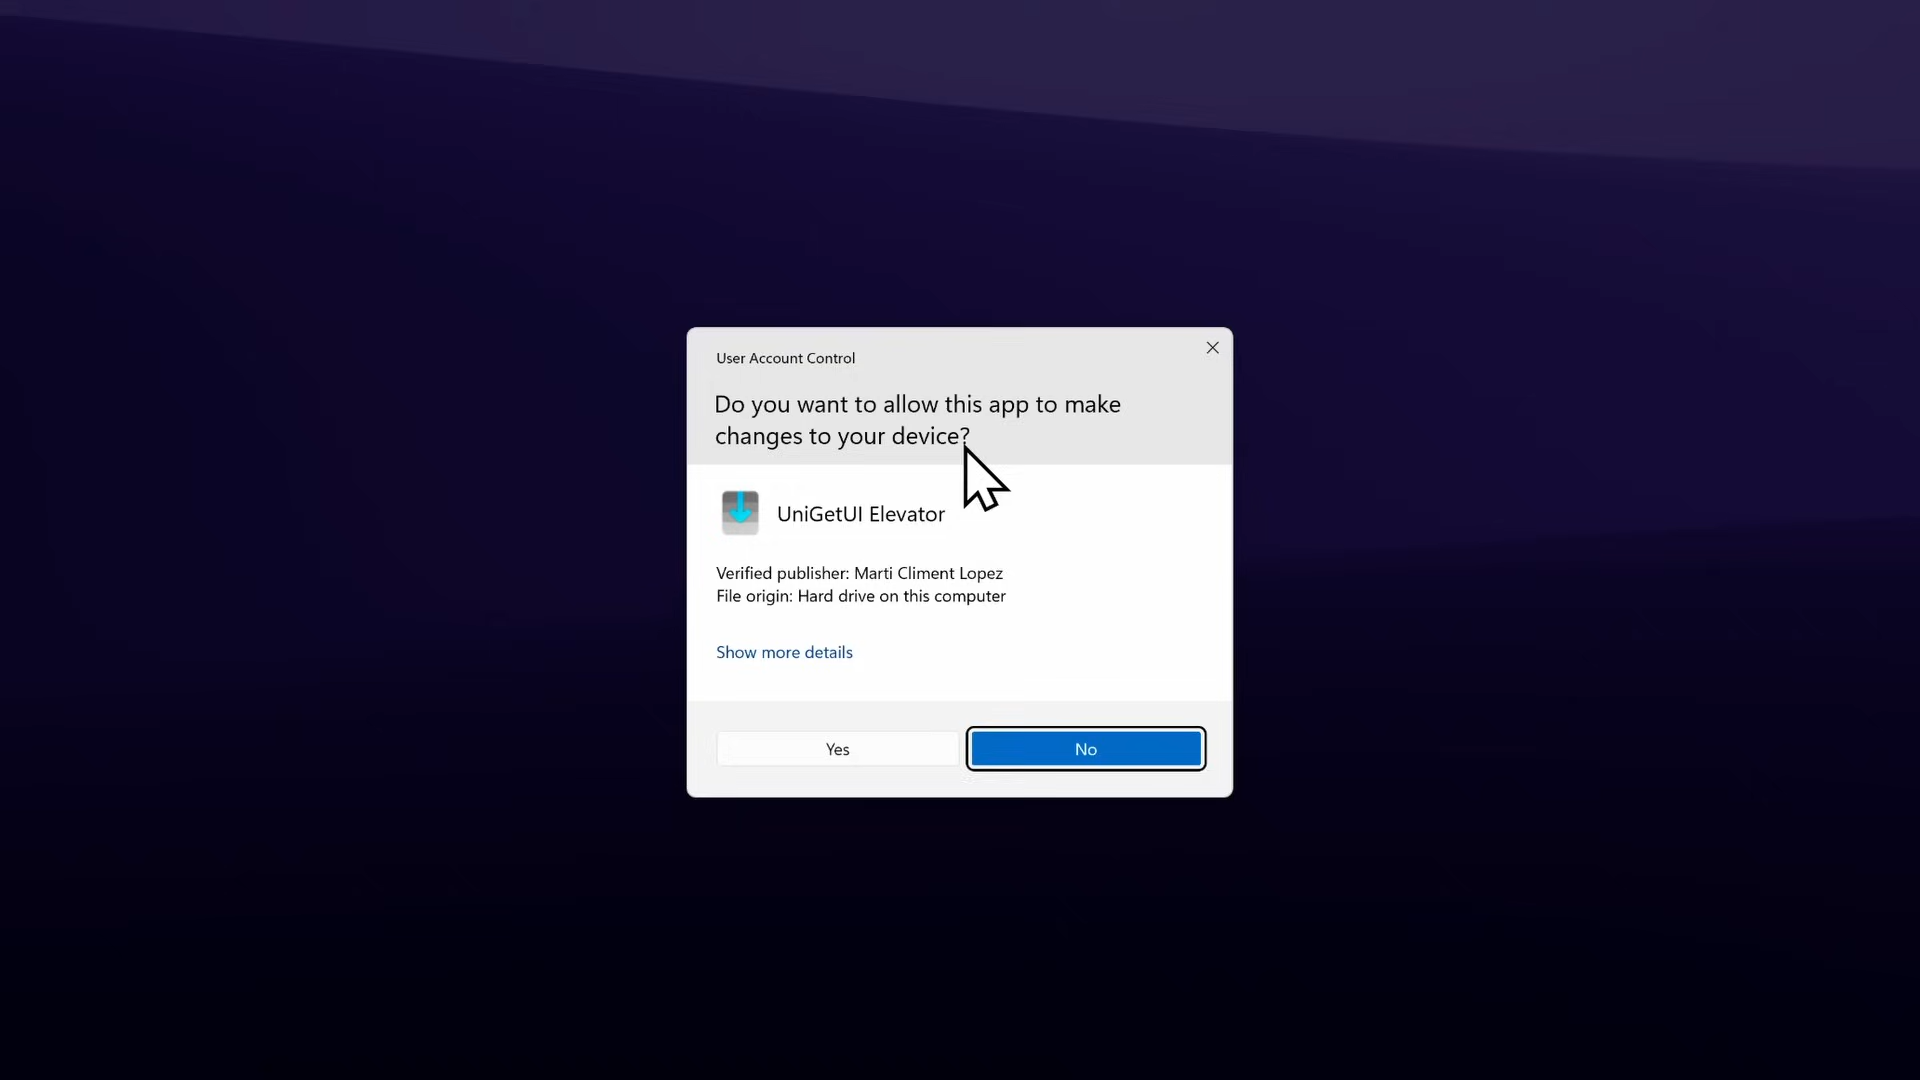 User Account Control
Do you want to allow this app to make
changes to your device?
UniGetUI Elevator
Verified publisher: Marti Climent Lopez
File origin: Hard drive on this computer
Show more details
Yes
No